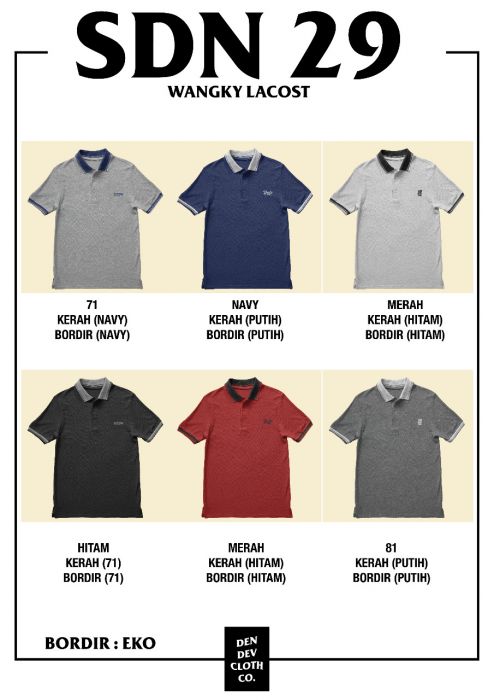 SDN 29
WANGKY LACOST
71
KERAH (NAVY)
BORDIR (NAVY)
NAVY
KERAH (PUTIH)
BORDIR (PUTIH)
MERAH
KERAH (HITAM)
BORDIR (HITAM)
HITAM
KERAH (71)
BORDIR (71)
MERAH
KERAH (HITAM)
BORDIR (HITAM)
81
KERAH (PUTIH)
BORDIR (PUTIH)
BORDIR : EKO
DEN
DEV
CLOTH
CO.